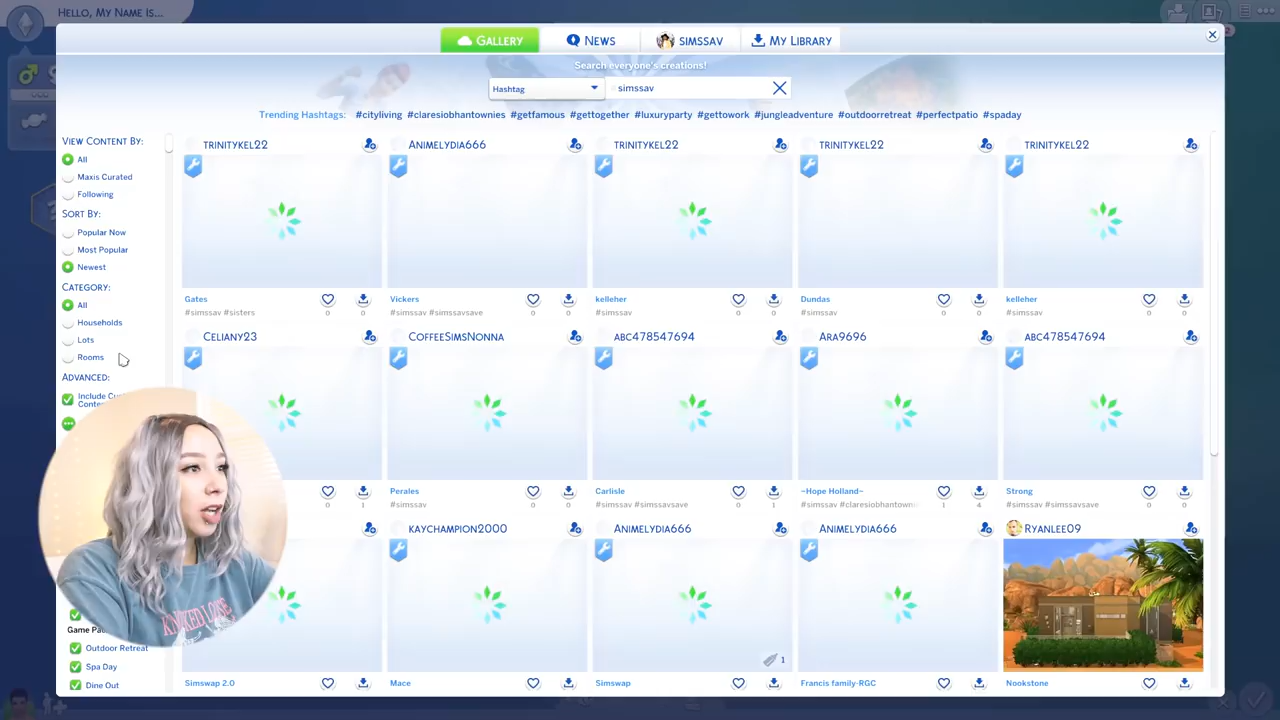 HELLO, MY NAME IS...
GALLERY
NEWS
SIMSSAV
MY LIBRARY
Search everyone's creations!
Hashtag
simssav
Trending Hashtags: #cityliving #claresiobhantownies #getfamous #gettogether #luxuryparty #gettowork #jungleadventure #outdoorretreat #perfectpatio #spaday
VIEW CONTENT BY:
All
Maxis Curated
Following
SORT BY:
Popular Now
Most Popular
Newest
CATEGORY:
All
Households
Lots
Rooms
ADVANCED:
Outdoor Retreat
Spa Day
Dine Out
TRINITYKEL22
ANIMELYDIA666
TRINITYKEL22
TRINITYKEL22
TRINITYKEL22
Gates
#simssav #sisters
0 0
Vickers
#simssav #simssavsave
0 0
kelleher
#simssav
0 0
Dundas
#simssav
0 0
kelleher
#simssav
0 0
CELIANY23
COFFEESIMSNONNA
ABC478547694
ARA9696
ABC478547694
0 1
Perales
#simssav
0 0
Carlisle
#simssav #simssavsave
0 1
~Hope Holland~
#simssav #claresiobhantown
1 4
Strong
#simssav #simssavsave
0 0
KAYCHAMPION2000
ANIMELYDIA666
ANIMELYDIA666
RYANLEE09
1
Simswap 2.0
Mace
Simswap
Francis family-RGC
Nookstone